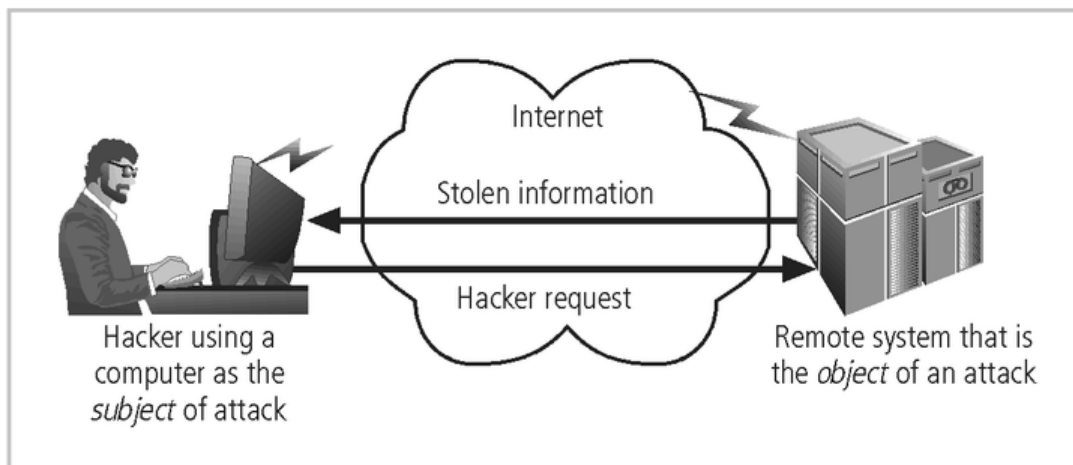 Internet
Stolen information
Hacker request
Hacker using a
computer as the
subject of attack
Remote system that is
the object of an attack